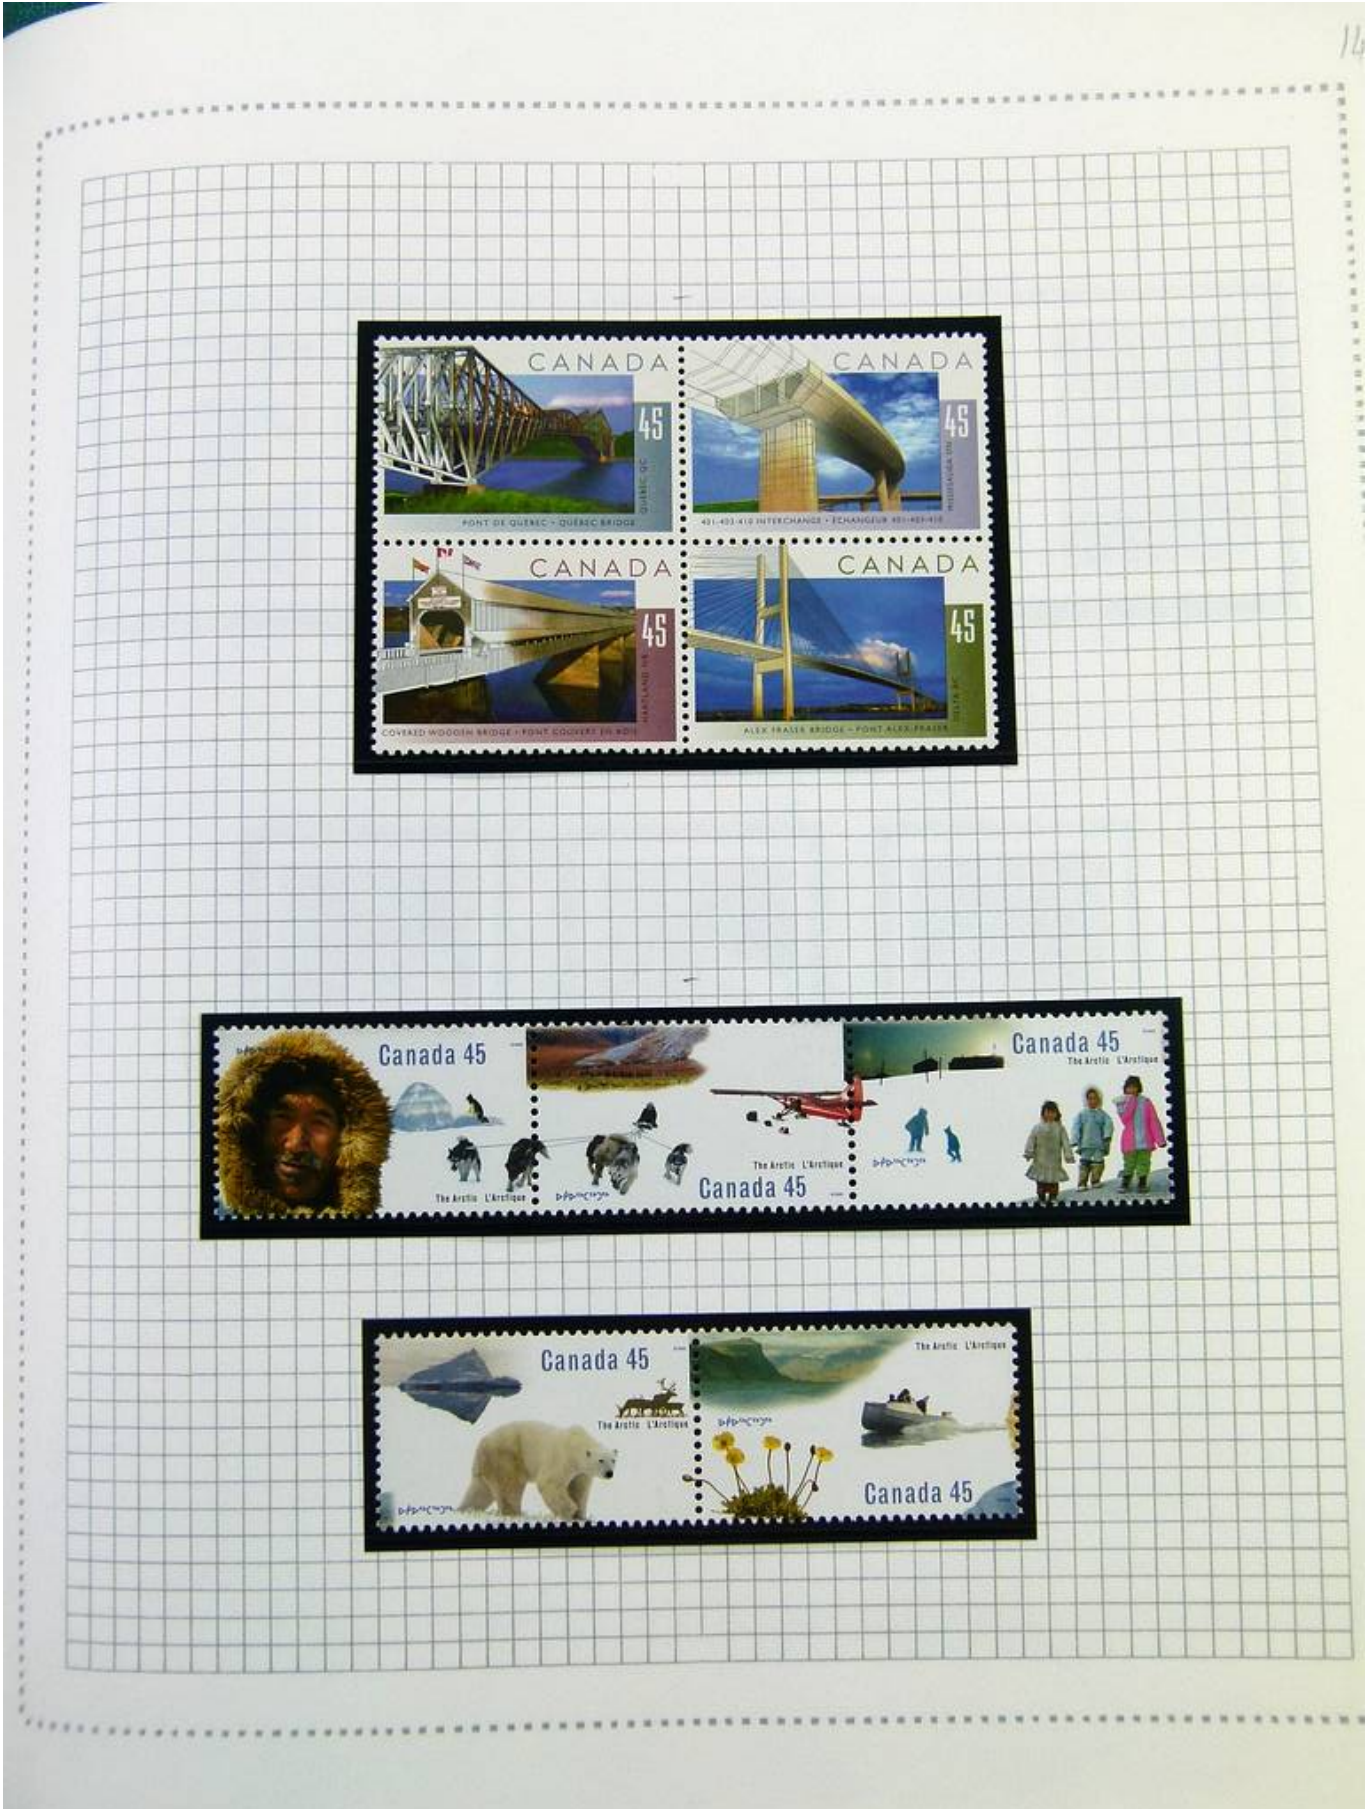 14
CANADA
45
QUÉBEC QC
PONT DE QUÉBEC • QUÉBEC BRIDGE
CANADA
45
MISSISSAUGA ON
401-403-410 INTERCHANGE • ÉCHANGEUR 401-403-410
CANADA
45
HARTLAND NB
COVERED WOODEN BRIDGE • PONT COUVERT EN BOIS
CANADA
45
DELTA BC
ALEX FRASER BRIDGE • PONT ALEX-FRASER
Canada 45
The Arctic L'Arctique
The Arctic L'Arctique
Canada 45
Canada 45
The Arctic L'Arctique
Canada 45
The Arctic L'Arctique
The Arctic L'Arctique
Canada 45